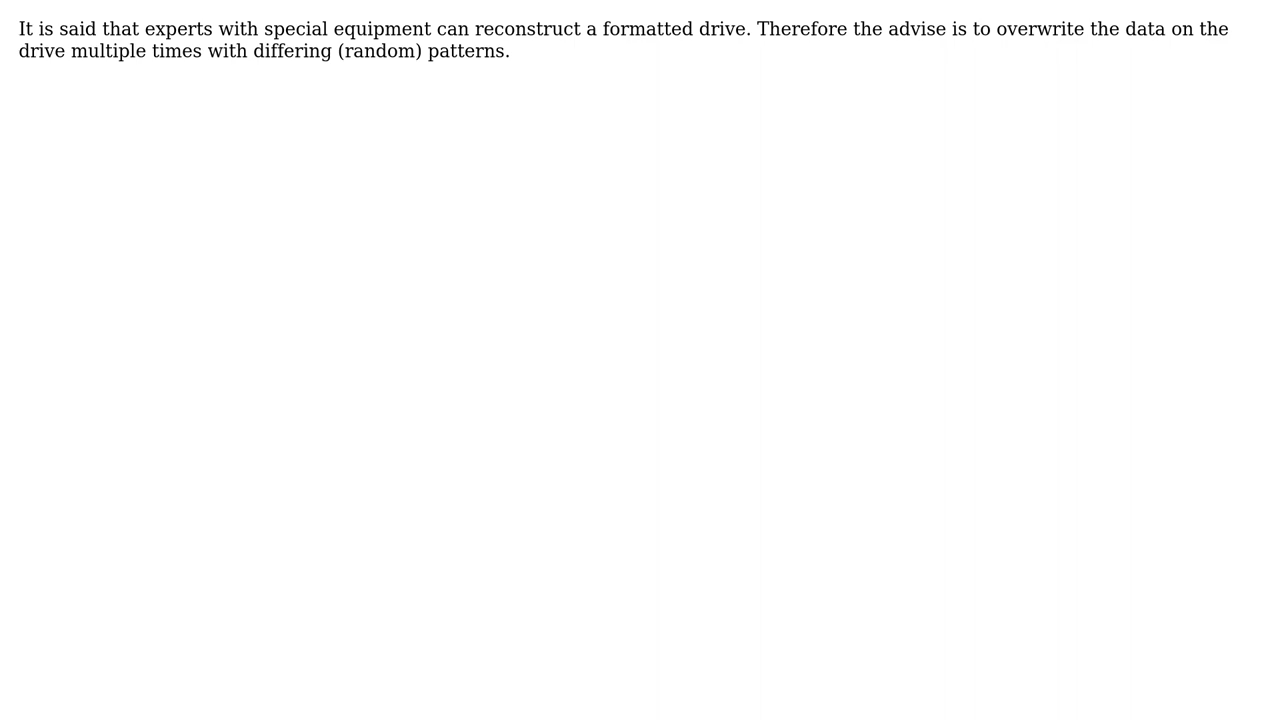 It is said that experts with special equipment can reconstruct a formatted drive. Therefore the advise is to overwrite the data on the
drive multiple times with differing (random) patterns.